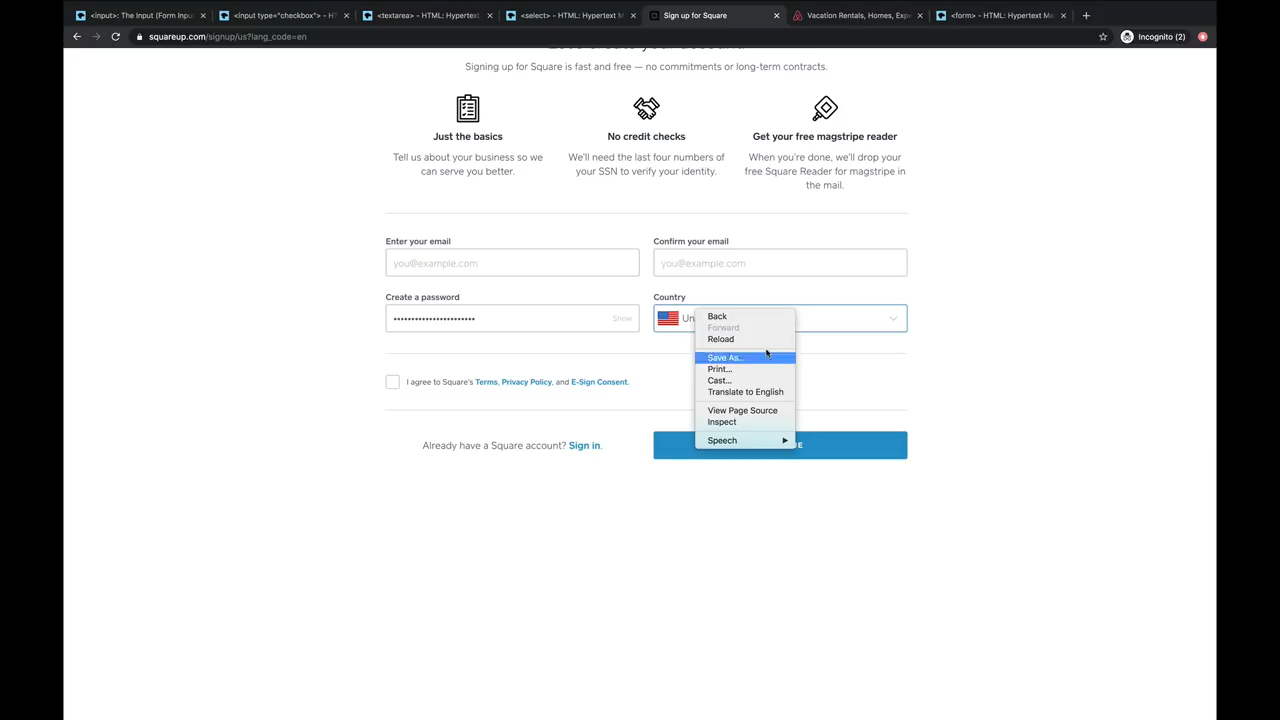 <input>: The Input (Form Inpu
<input type="checkbox"> - HT
<textarea> - HTML: Hypertext
<select> - HTML: Hypertext M
Sign up for Square
Vacation Rentals, Homes, Exp
<form> - HTML: Hypertext Ma
squareup.com/signup/us?lang_code=en
Incognito (2)
Signing up for Square is fast and free — no commitments or long-term contracts.
Just the basics
Tell us about your business so we
can serve you better.
No credit checks
We'll need the last four numbers of
your SSN to verify your identity.
Get your free magstripe reader
When you're done, we'll drop your
free Square Reader for magstripe in
the mail.
Enter your email
you@example.com
Confirm your email
you@example.com
Create a password
Show
Country
Un
Back
Forward
Reload
Save As...
Print...
Cast...
Translate to English
View Page Source
Inspect
Speech
I agree to Square's Terms, Privacy Policy, and E-Sign Consent.
Already have a Square account? Sign in.
E